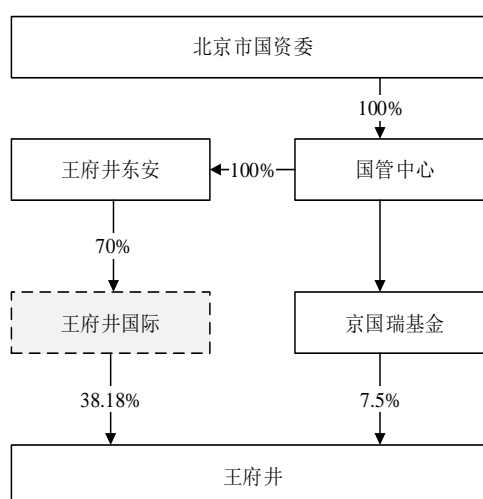 北京市国资委
100%
王府井东安
100%
国管中心
70%
王府井国际
京国瑞基金
38.18%
7.5%
王府井